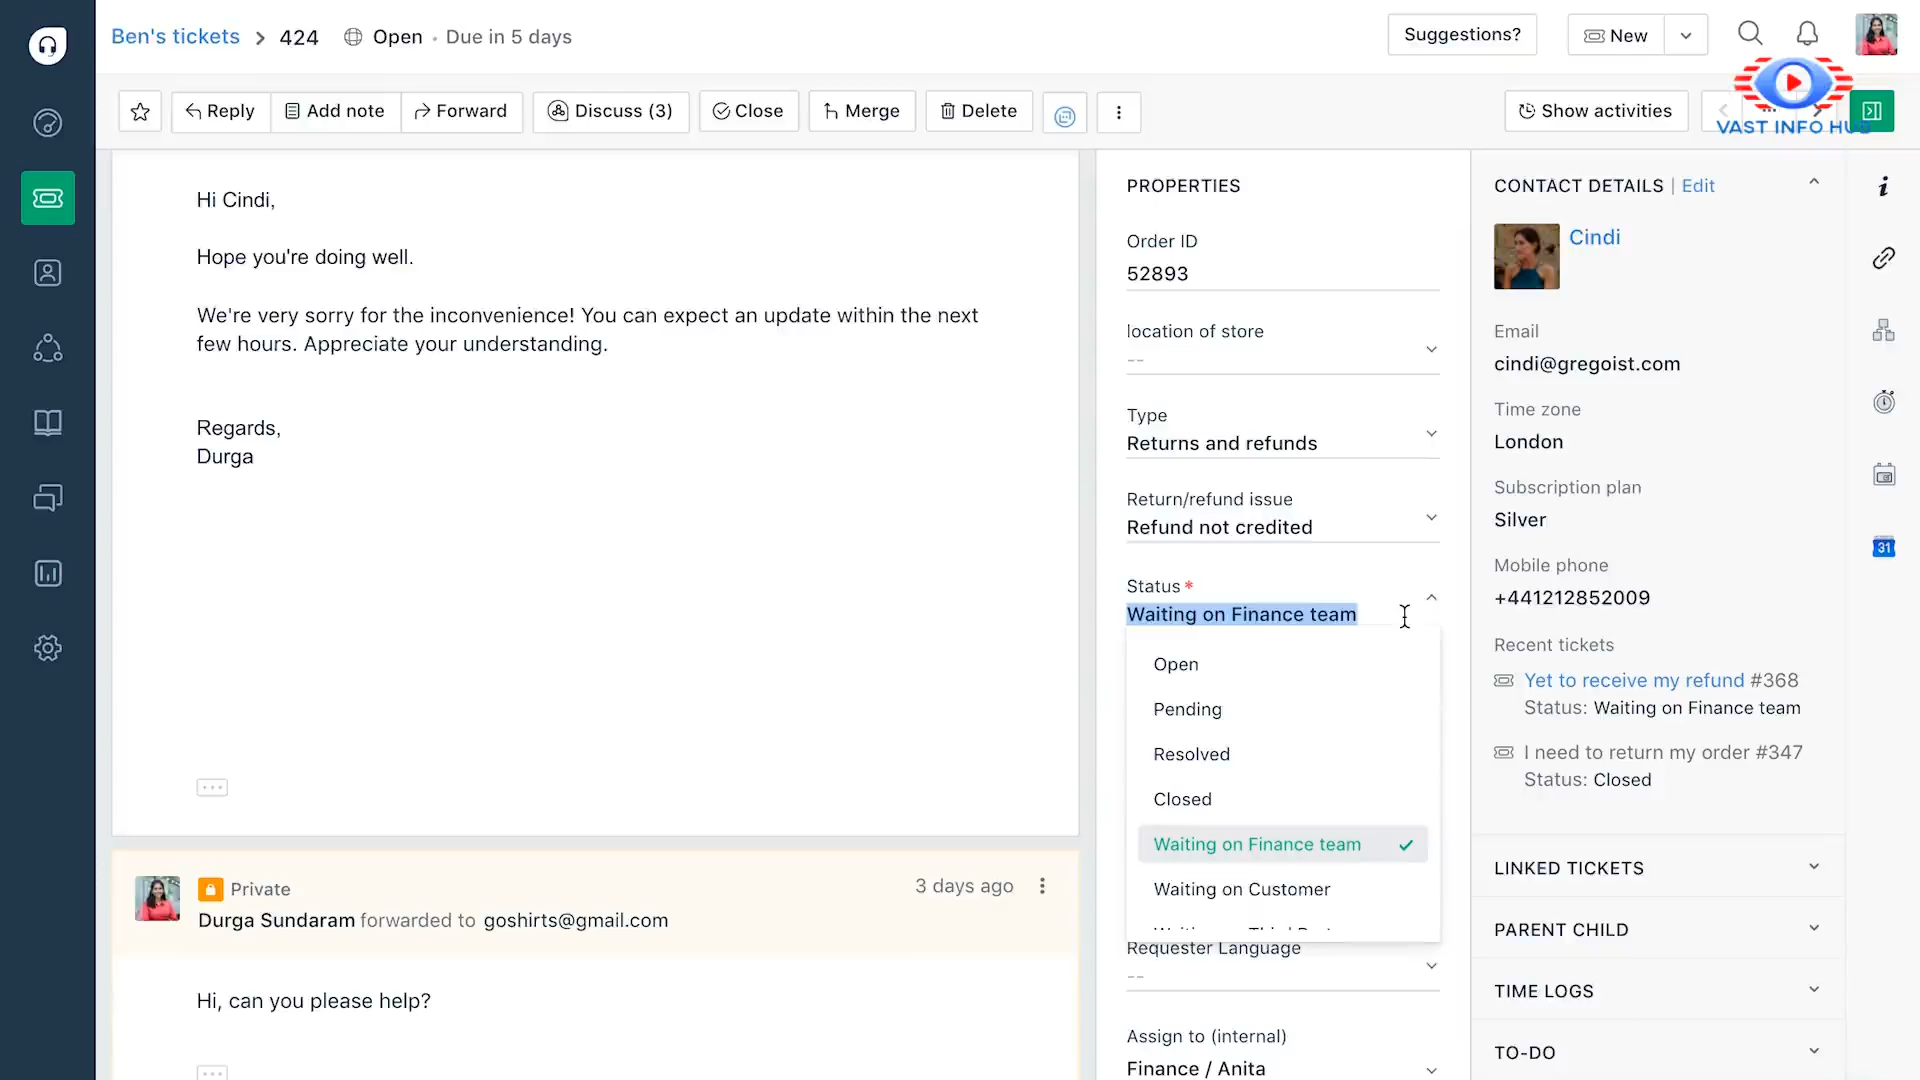 Ben's tickets > 424 Open • Due in 5 days
Suggestions?
New
Reply
Add note
Forward
Discuss (3)
Close
Merge
Delete
Show activities
VAST INFO HUB
Hi Cindi,
Hope you're doing well.
We're very sorry for the inconvenience! You can expect an update within the next
few hours. Appreciate your understanding.
Regards,
Durga
Private
3 days ago
Durga Sundaram forwarded to goshirts@gmail.com
Hi, can you please help?
PROPERTIES
Order ID
52893
location of store
--
Type
Returns and refunds
Return/refund issue
Refund not credited
Status *
Waiting on Finance team
Open
Pending
Resolved
Closed
Waiting on Finance team
Waiting on Customer
Requester Language
--
Assign to (internal)
Finance / Anita
CONTACT DETAILS | Edit
Cindi
Email
cindi@gregoist.com
Time zone
London
Subscription plan
Silver
Mobile phone
+441212852009
Recent tickets
Yet to receive my refund #368
Status: Waiting on Finance team
I need to return my order #347
Status: Closed
LINKED TICKETS
PARENT CHILD
TIME LOGS
TO-DO
31